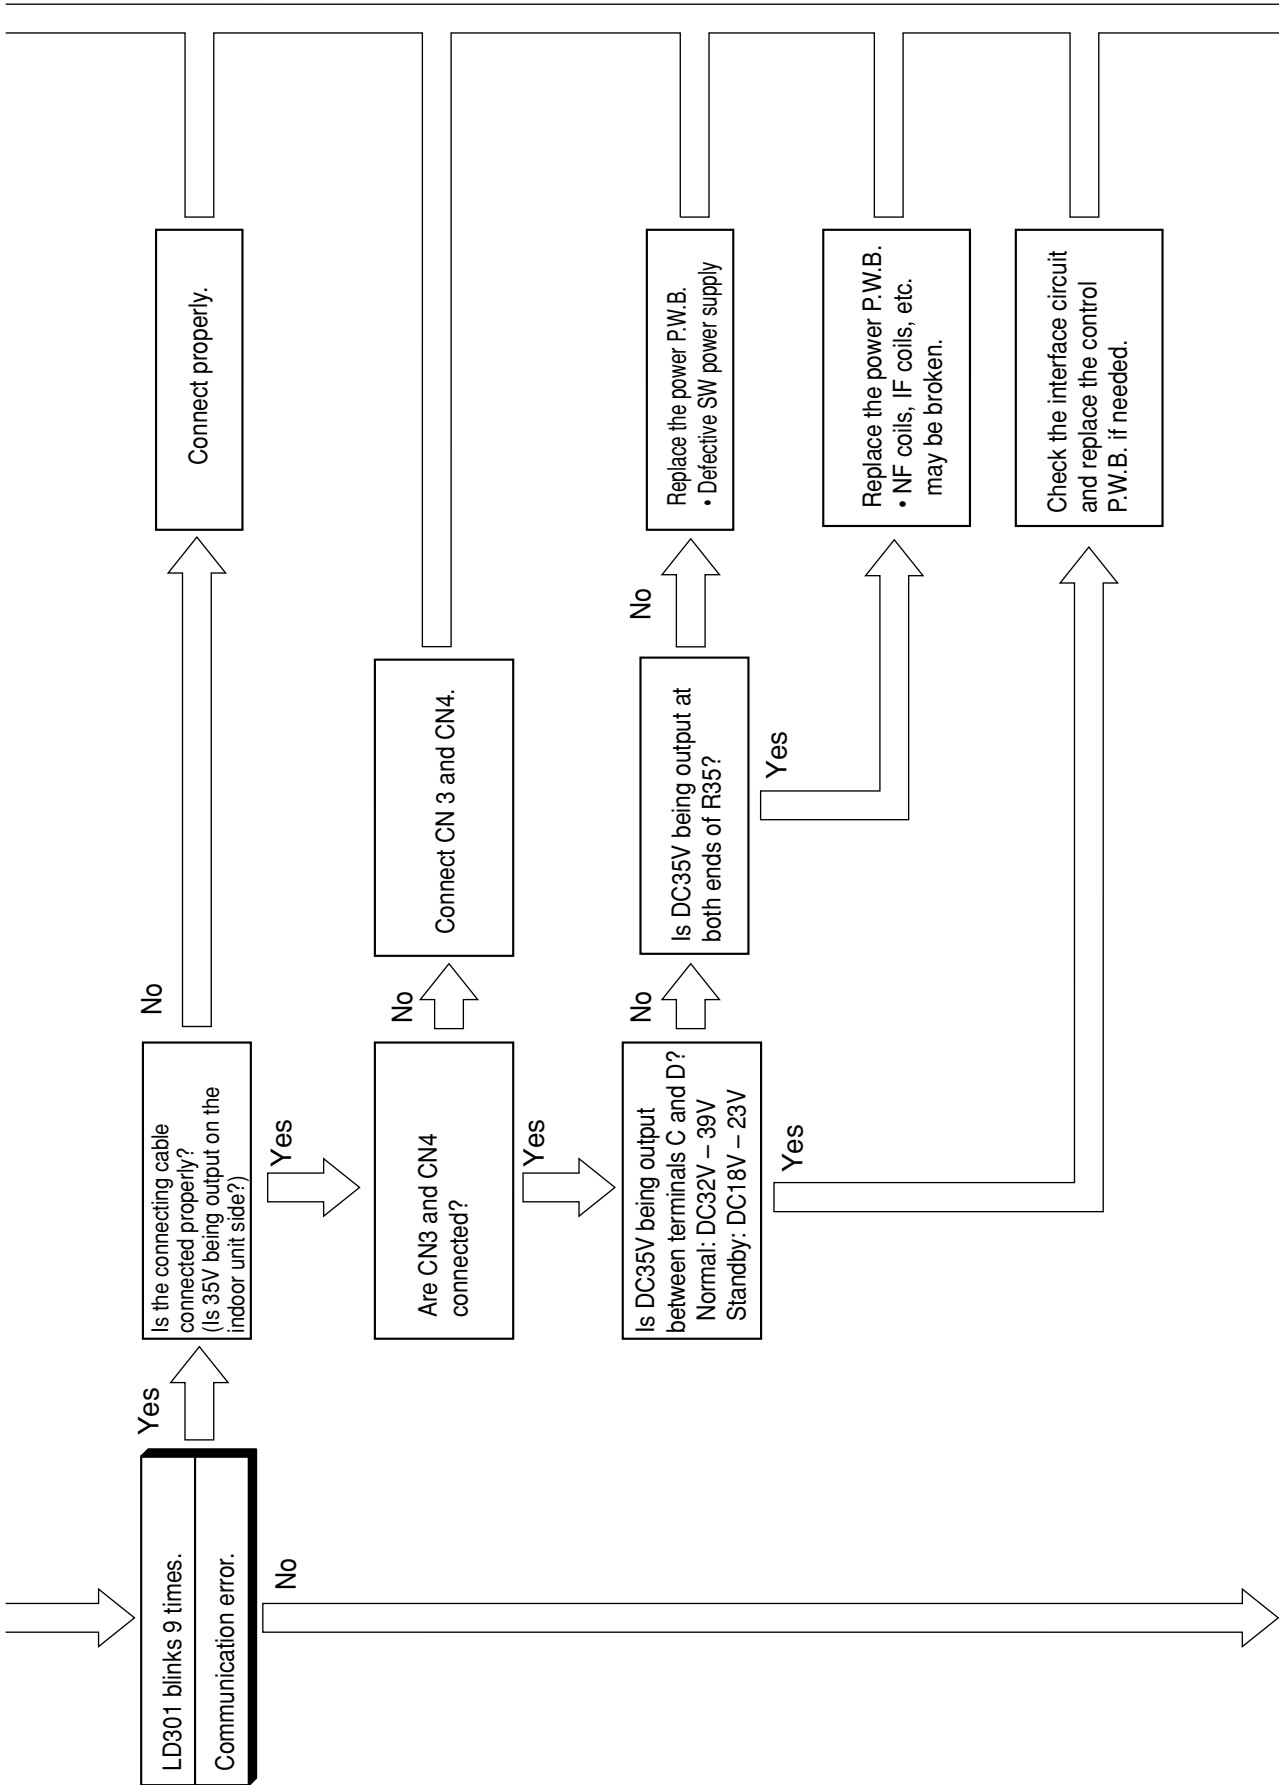 LD301 blinks 9 times.
Communication error.
Yes
No
Is the connecting cable
connected properly?
(Is 35V being output on the
indoor unit side?)
No
Connect properly.
Yes
Are CN3 and CN4
connected?
No
Connect CN 3 and CN4.
Yes
Is DC35V being output
between terminals C and D?
Normal: DC32V – 39V
Standby: DC18V – 23V
No
Is DC35V being output at
both ends of R35?
No
Replace the power P.W.B.
• Defective SW power supply
Yes
Replace the power P.W.B.
• NF coils, IF coils, etc.
may be broken.
Yes
Check the interface circuit
and replace the control
P.W.B. if needed.